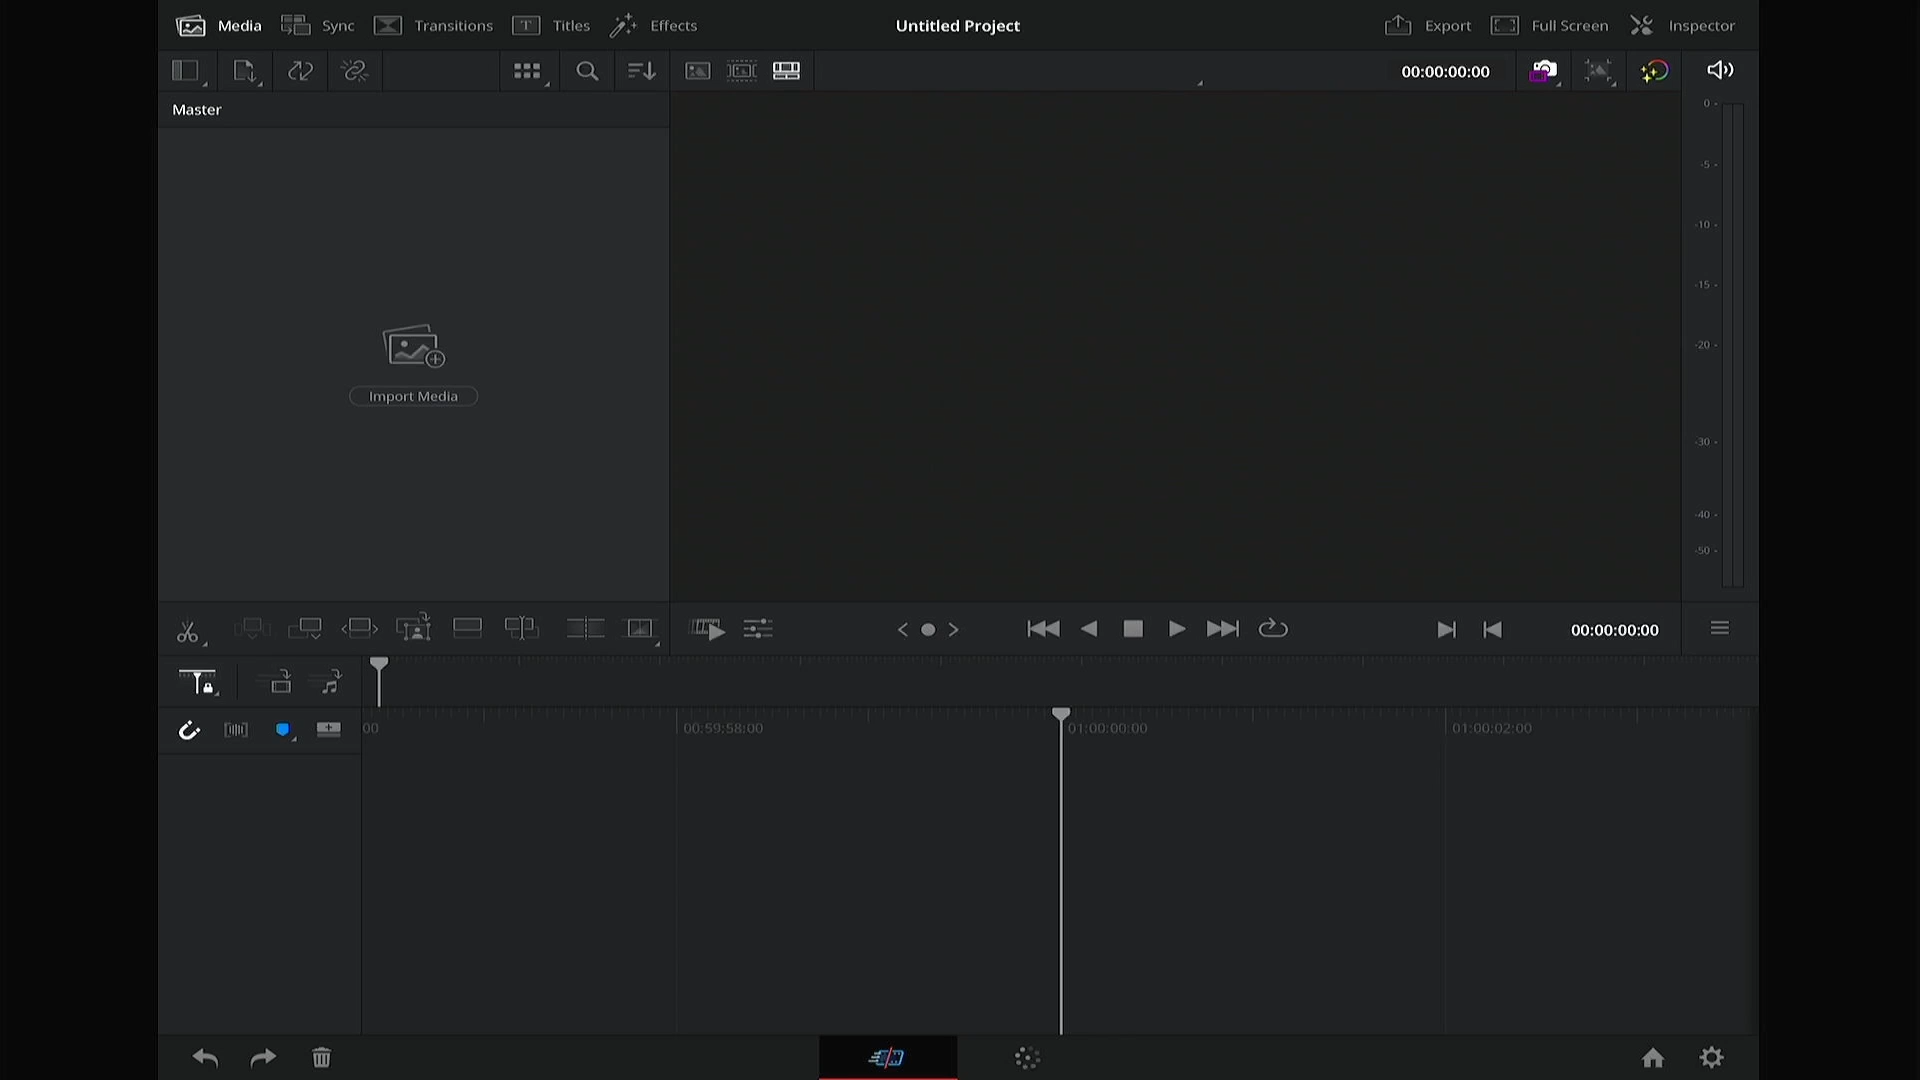 Media
Sync
Transitions
Titles
Effects
Untitled Project
Export
Full Screen
Inspector
00:00:00:00
Master
0
-5
-10
-15
-20
-30
-40
-50
Import Media
00:00:00:00
00
00:59:58:00
01:00:00:00
01:00:02:00